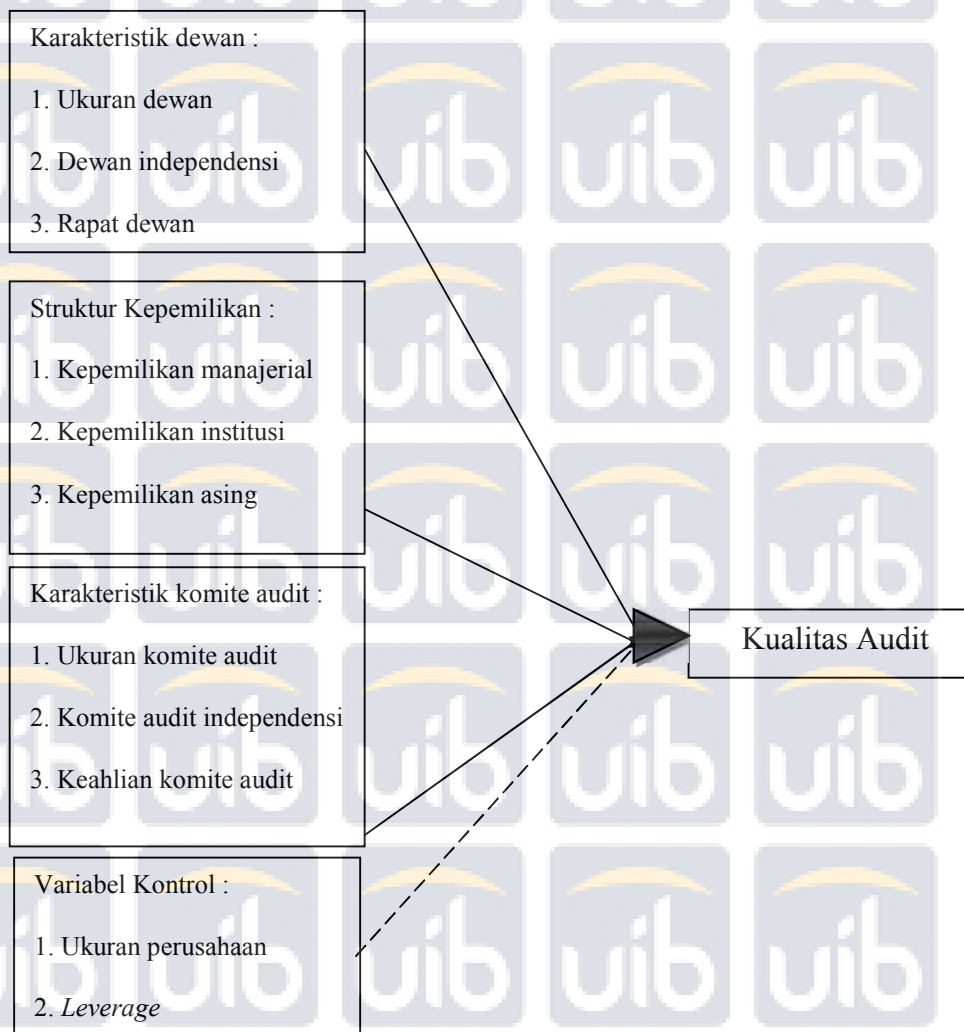 Karakteristik dewan :
1. Ukuran dewan
2. Dewan independensi
3. Rapat dewan
Struktur Kepemilikan :
1. Kepemilikan manajerial
2. Kepemilikan institusi
3. Kepemilikan asing
Karakteristik komite audit :
1. Ukuran komite audit
2. Komite audit independensi
3. Keahlian komite audit
Variabel Kontrol :
1. Ukuran perusahaan
2. Leverage
Kualitas Audit
uib